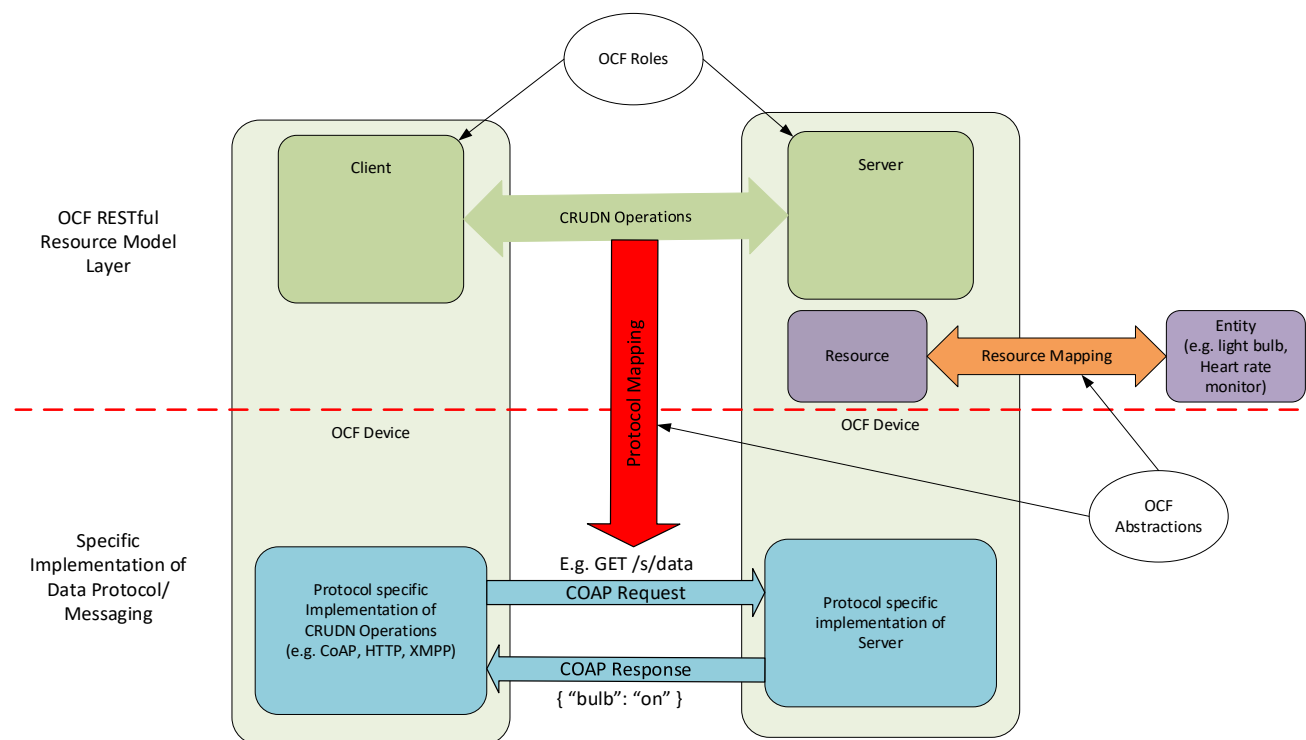 OCF Roles
Client
Server
OCF RESTful
Resource Model
Layer
CRUDN Operations
Protocol Mapping
Resource
Resource Mapping
Entity
(e.g. light bulb,
Heart rate
monitor)
OCF Device
OCF Device
OCF
Abstractions
Specific
Implementation of
Data Protocol/
Messaging
E.g. GET /s/data
Protocol specific
Implementation of
CRUDN Operations
(e.g. CoAP, HTTP, XMPP)
COAP Request
Protocol specific
implementation of
Server
COAP Response
{ “bulb”: “on” }